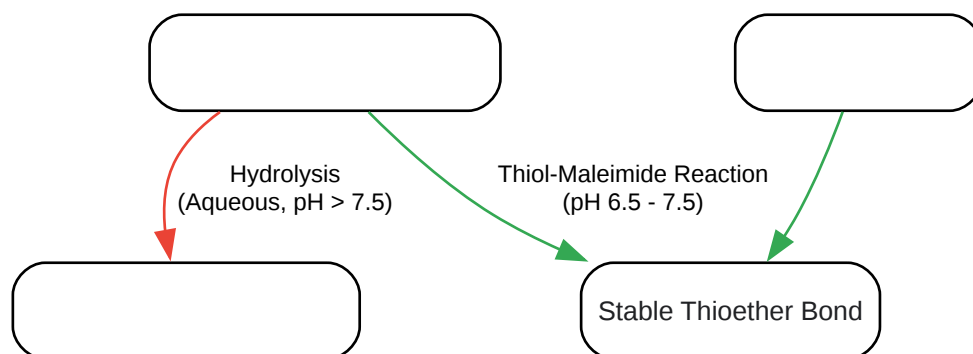 Hydrolysis
(Aqueous, pH > 7.5)
Thiol-Maleimide Reaction
(pH 6.5 - 7.5)
Stable Thioether Bond